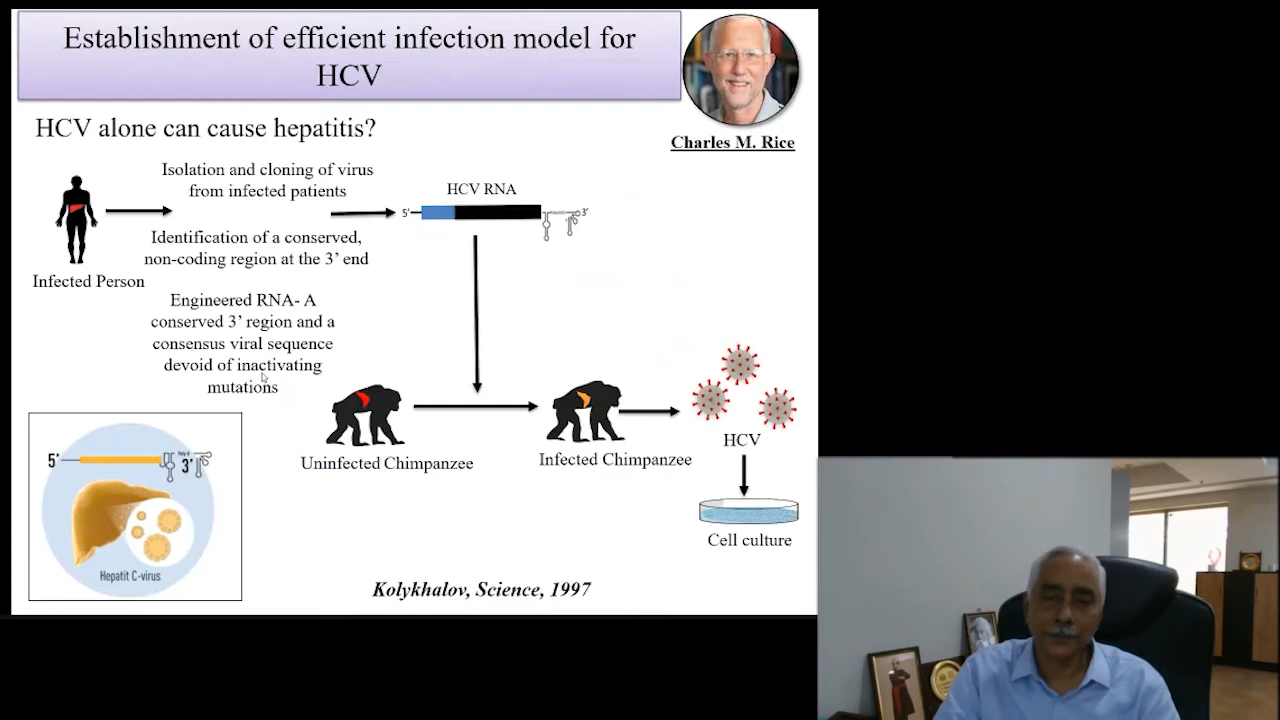 Establishment of efficient infection model for
HCV
Charles M. Rice
HCV alone can cause hepatitis?
Isolation and cloning of virus
from infected patients
HCV RNA
5'
3'
Identification of a conserved,
non-coding region at the 3' end
Infected Person
Engineered RNA- A
conserved 3' region and a
consensus viral sequence
devoid of inactivating
mutations
Uninfected Chimpanzee
Infected Chimpanzee
HCV
Cell culture
5'
3'
Hepatit C-virus
Kolykhalov, Science, 1997